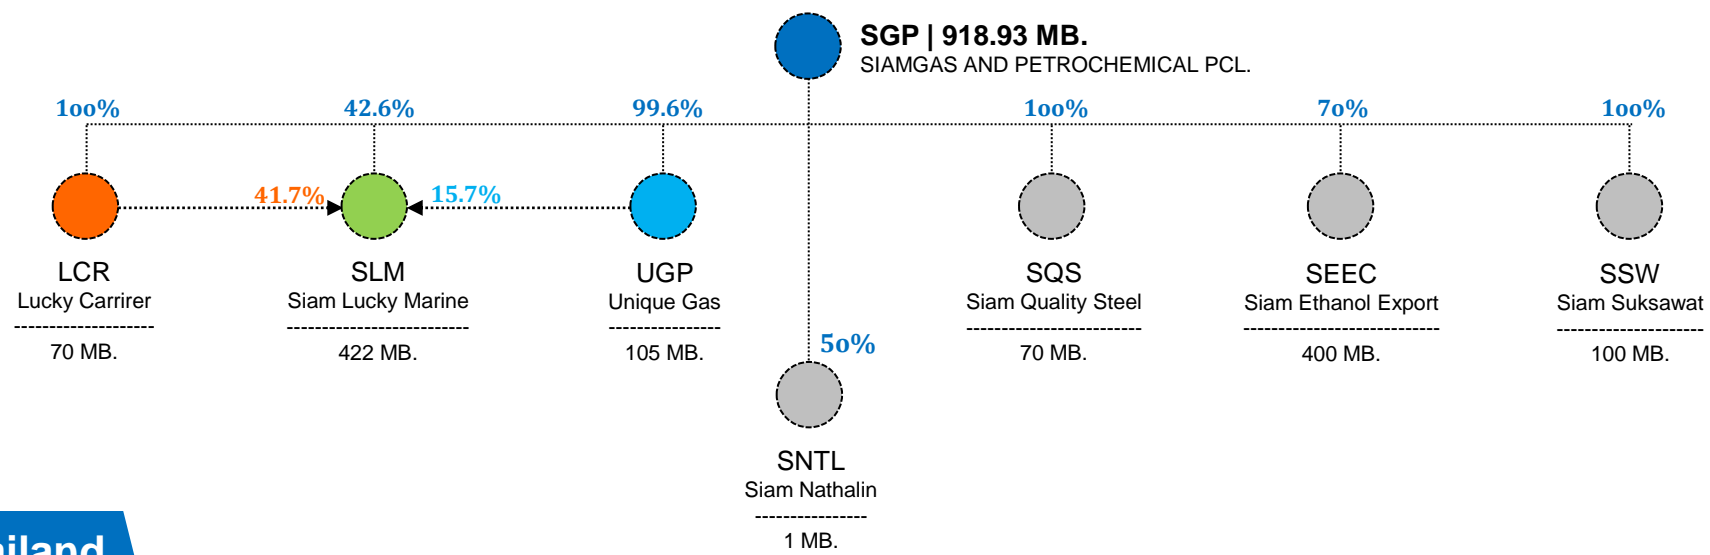 SGP | 918.93 MB.
SIAMGAS AND PETROCHEMICAL PCL.
100%
42.6%
99.6%
100%
70%
100%
41.7%
15.7%
LCR
Lucky Carrirer
--------------------
70 MB.
SLM
Siam Lucky Marine
--------------------------
422 MB.
UGP
Unique Gas
----------------
105 MB.
SQS
Siam Quality Steel
-------------------------
70 MB.
SEEC
Siam Ethanol Export
----------------------------
400 MB.
SSW
Siam Suksawat
---------------------
100 MB.
50%
SNTL
Siam Nathalin
----------------
1 MB.